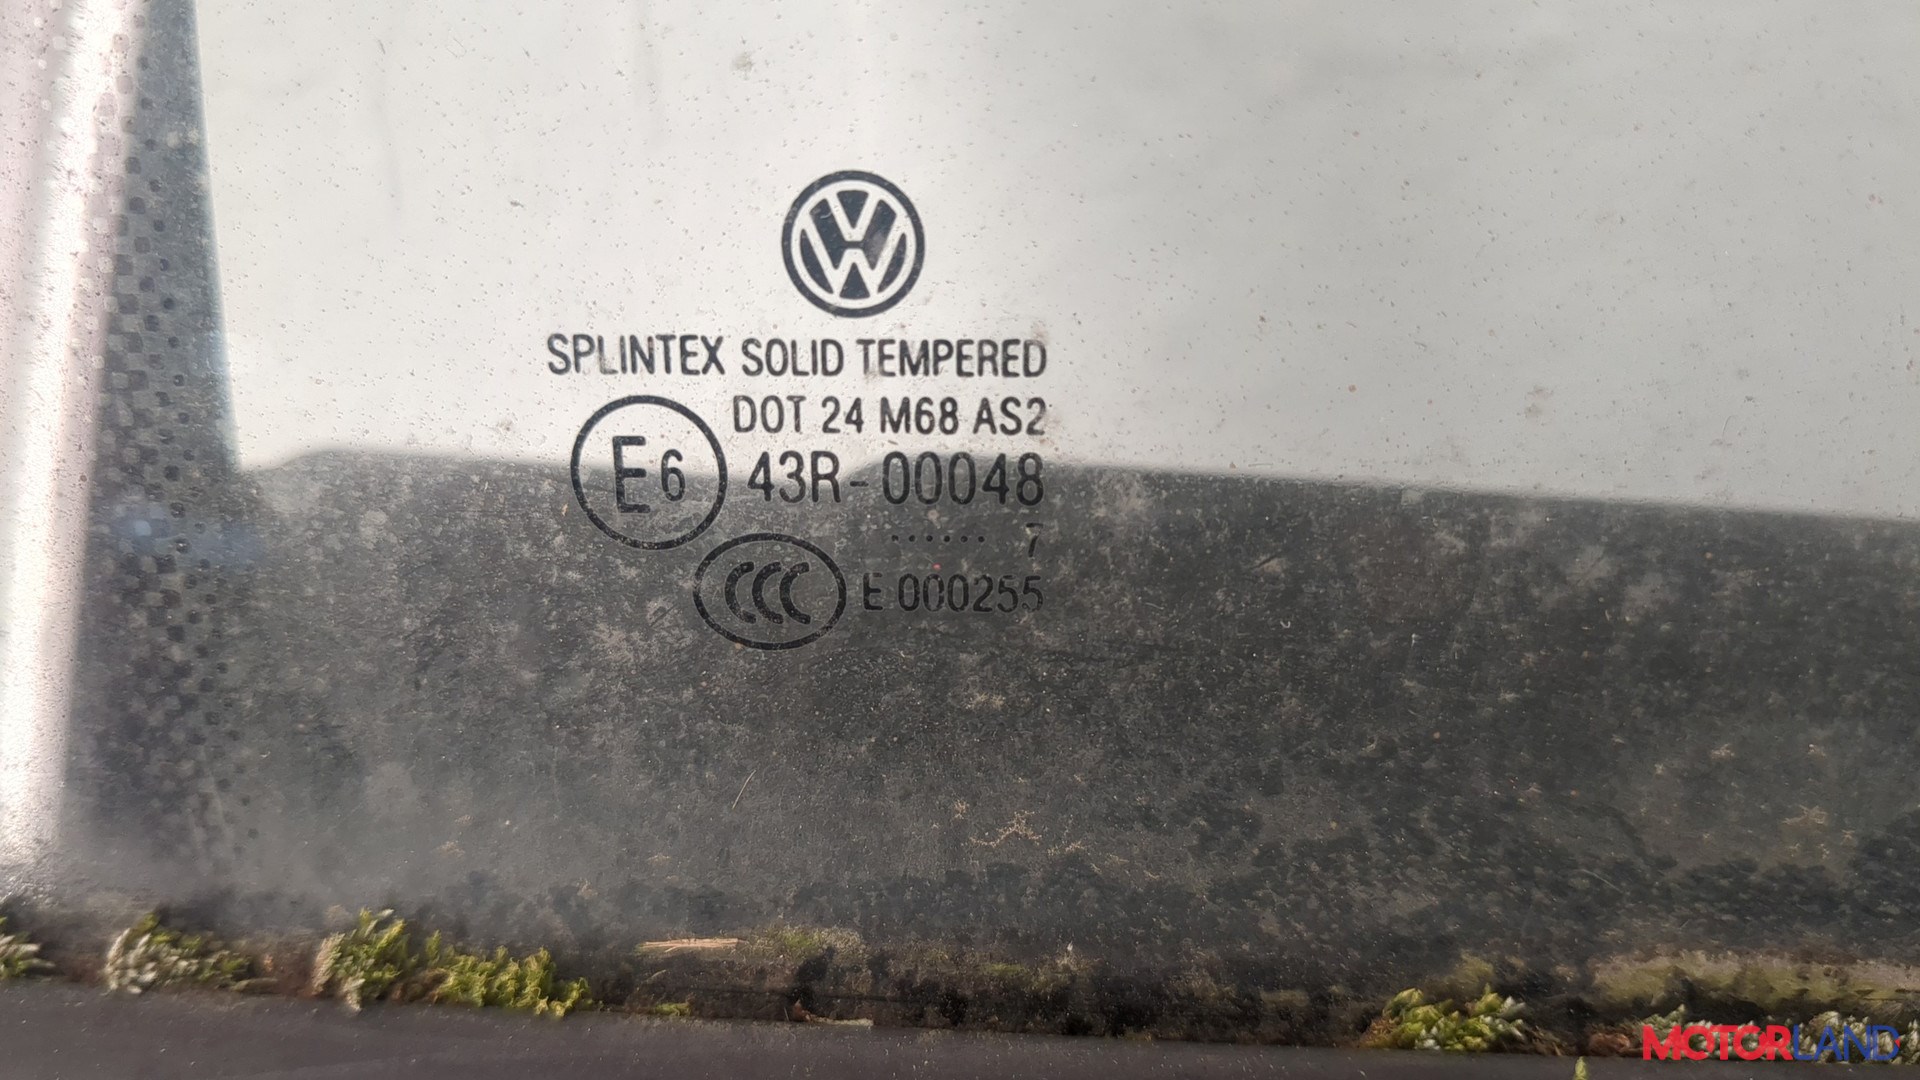 SPLINTEX SOLID TEMPERED
DOT 24 M68 AS2
E6 43R-00048
...... 7
CCC E 000255
MOTORLAND